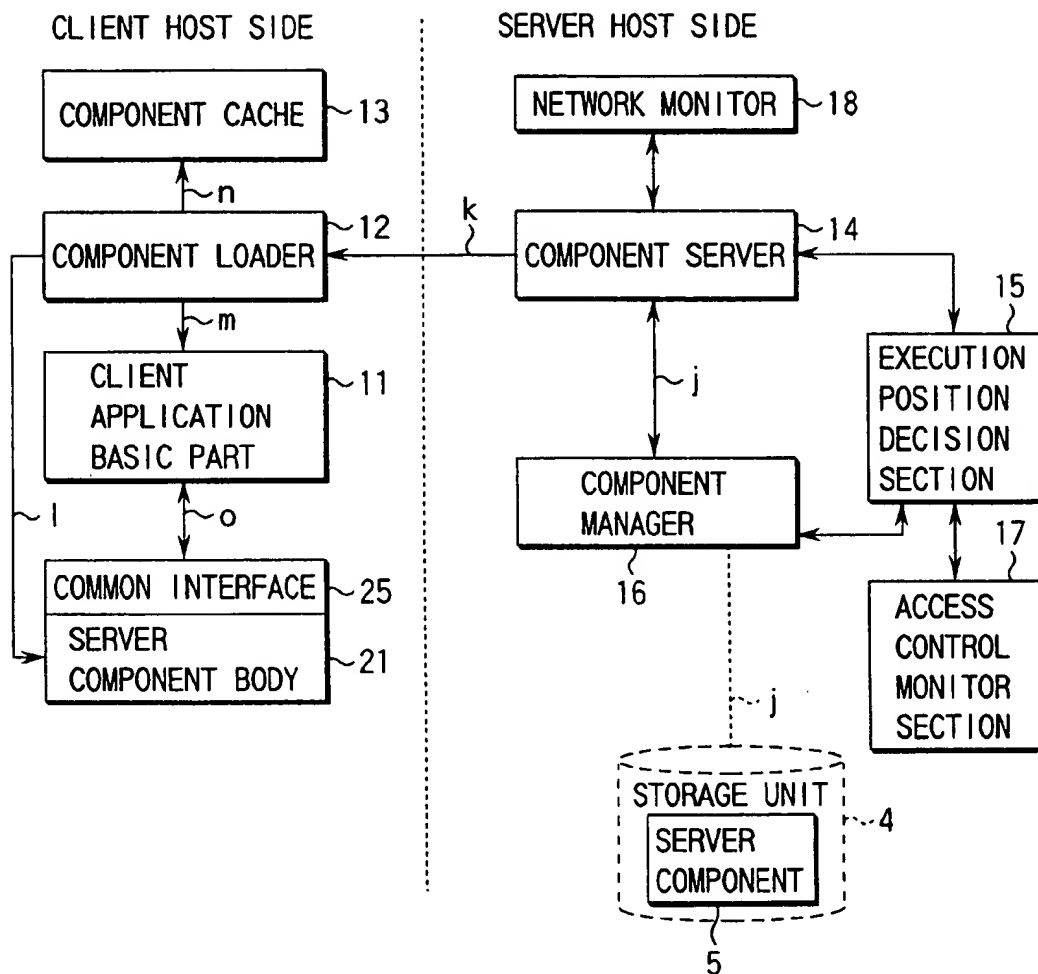 CLIENT HOST SIDE
COMPONENT CACHE
13
n
12
COMPONENT LOADER
m
CLIENT
APPLICATION
BASIC PART
11
l
o
COMMON INTERFACE
25
SERVER
COMPONENT BODY
21
SERVER HOST SIDE
NETWORK MONITOR
18
k
14
COMPONENT SERVER
15
j
EXECUTION
POSITION
DECISION
SECTION
COMPONENT
MANAGER
16
17
ACCESS
CONTROL
MONITOR
SECTION
j
STORAGE UNIT
4
SERVER
COMPONENT
5